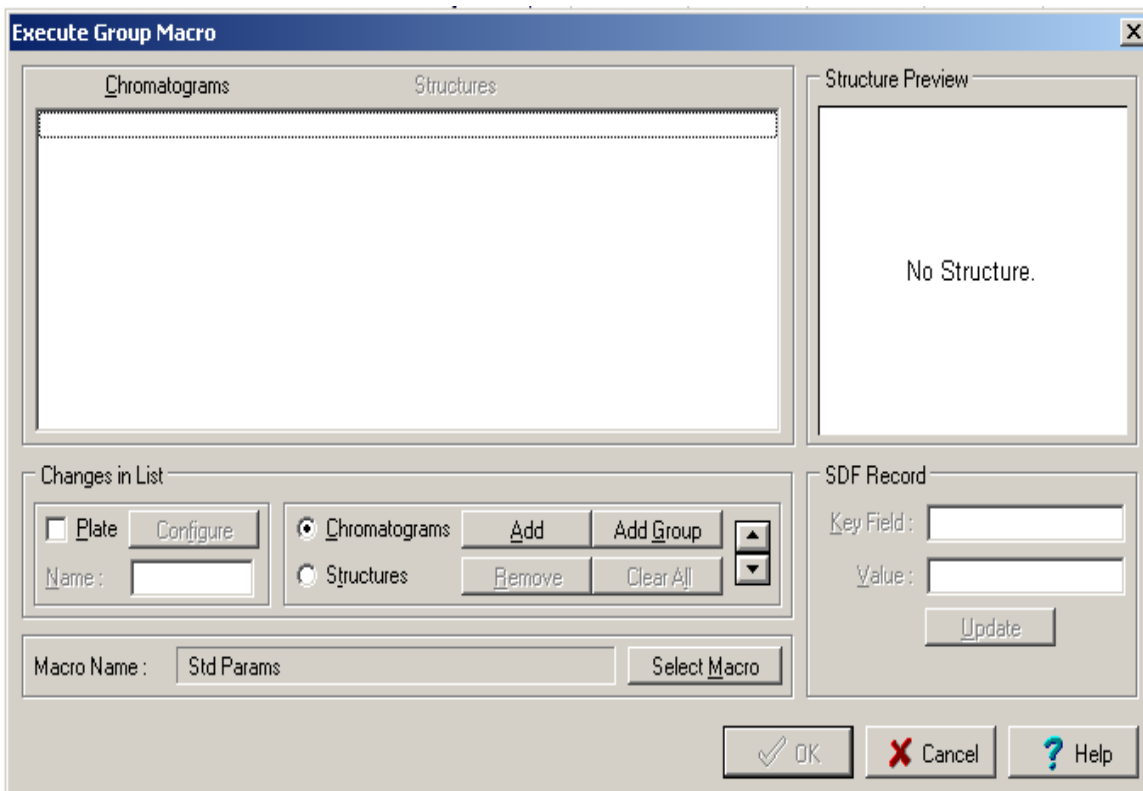 Execute Group Macro
Chromatograms Structures
Structure Preview
No Structure.
Changes in List
Plate Configure
Name :
Chromatograms Add Add Group
Structures Remove Clear All
SDF Record
Key Field :
Value :
Update
Macro Name : Std Params Select Macro
OK Cancel ? Help